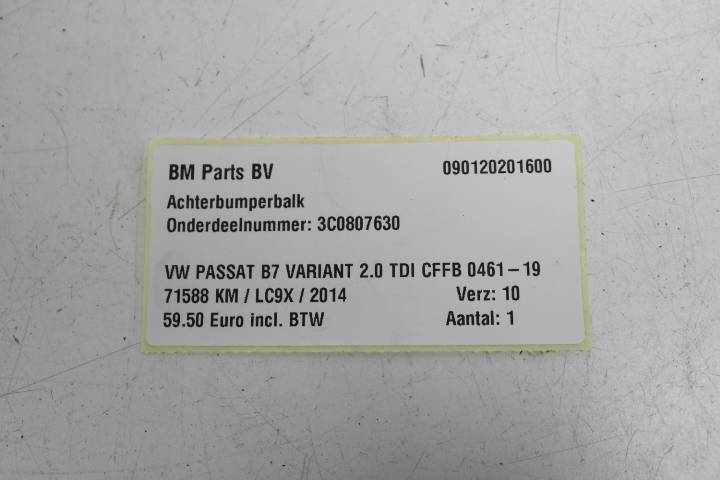 BM Parts BV 090120201600
Achterbumperbalk
Onderdeelnummer: 3C0807630
VW PASSAT B7 VARIANT 2.0 TDI CFFB 0461-19
71588 KM / LC9X / 2014 Verz: 10
59.50 Euro incl. BTW Aantal: 1